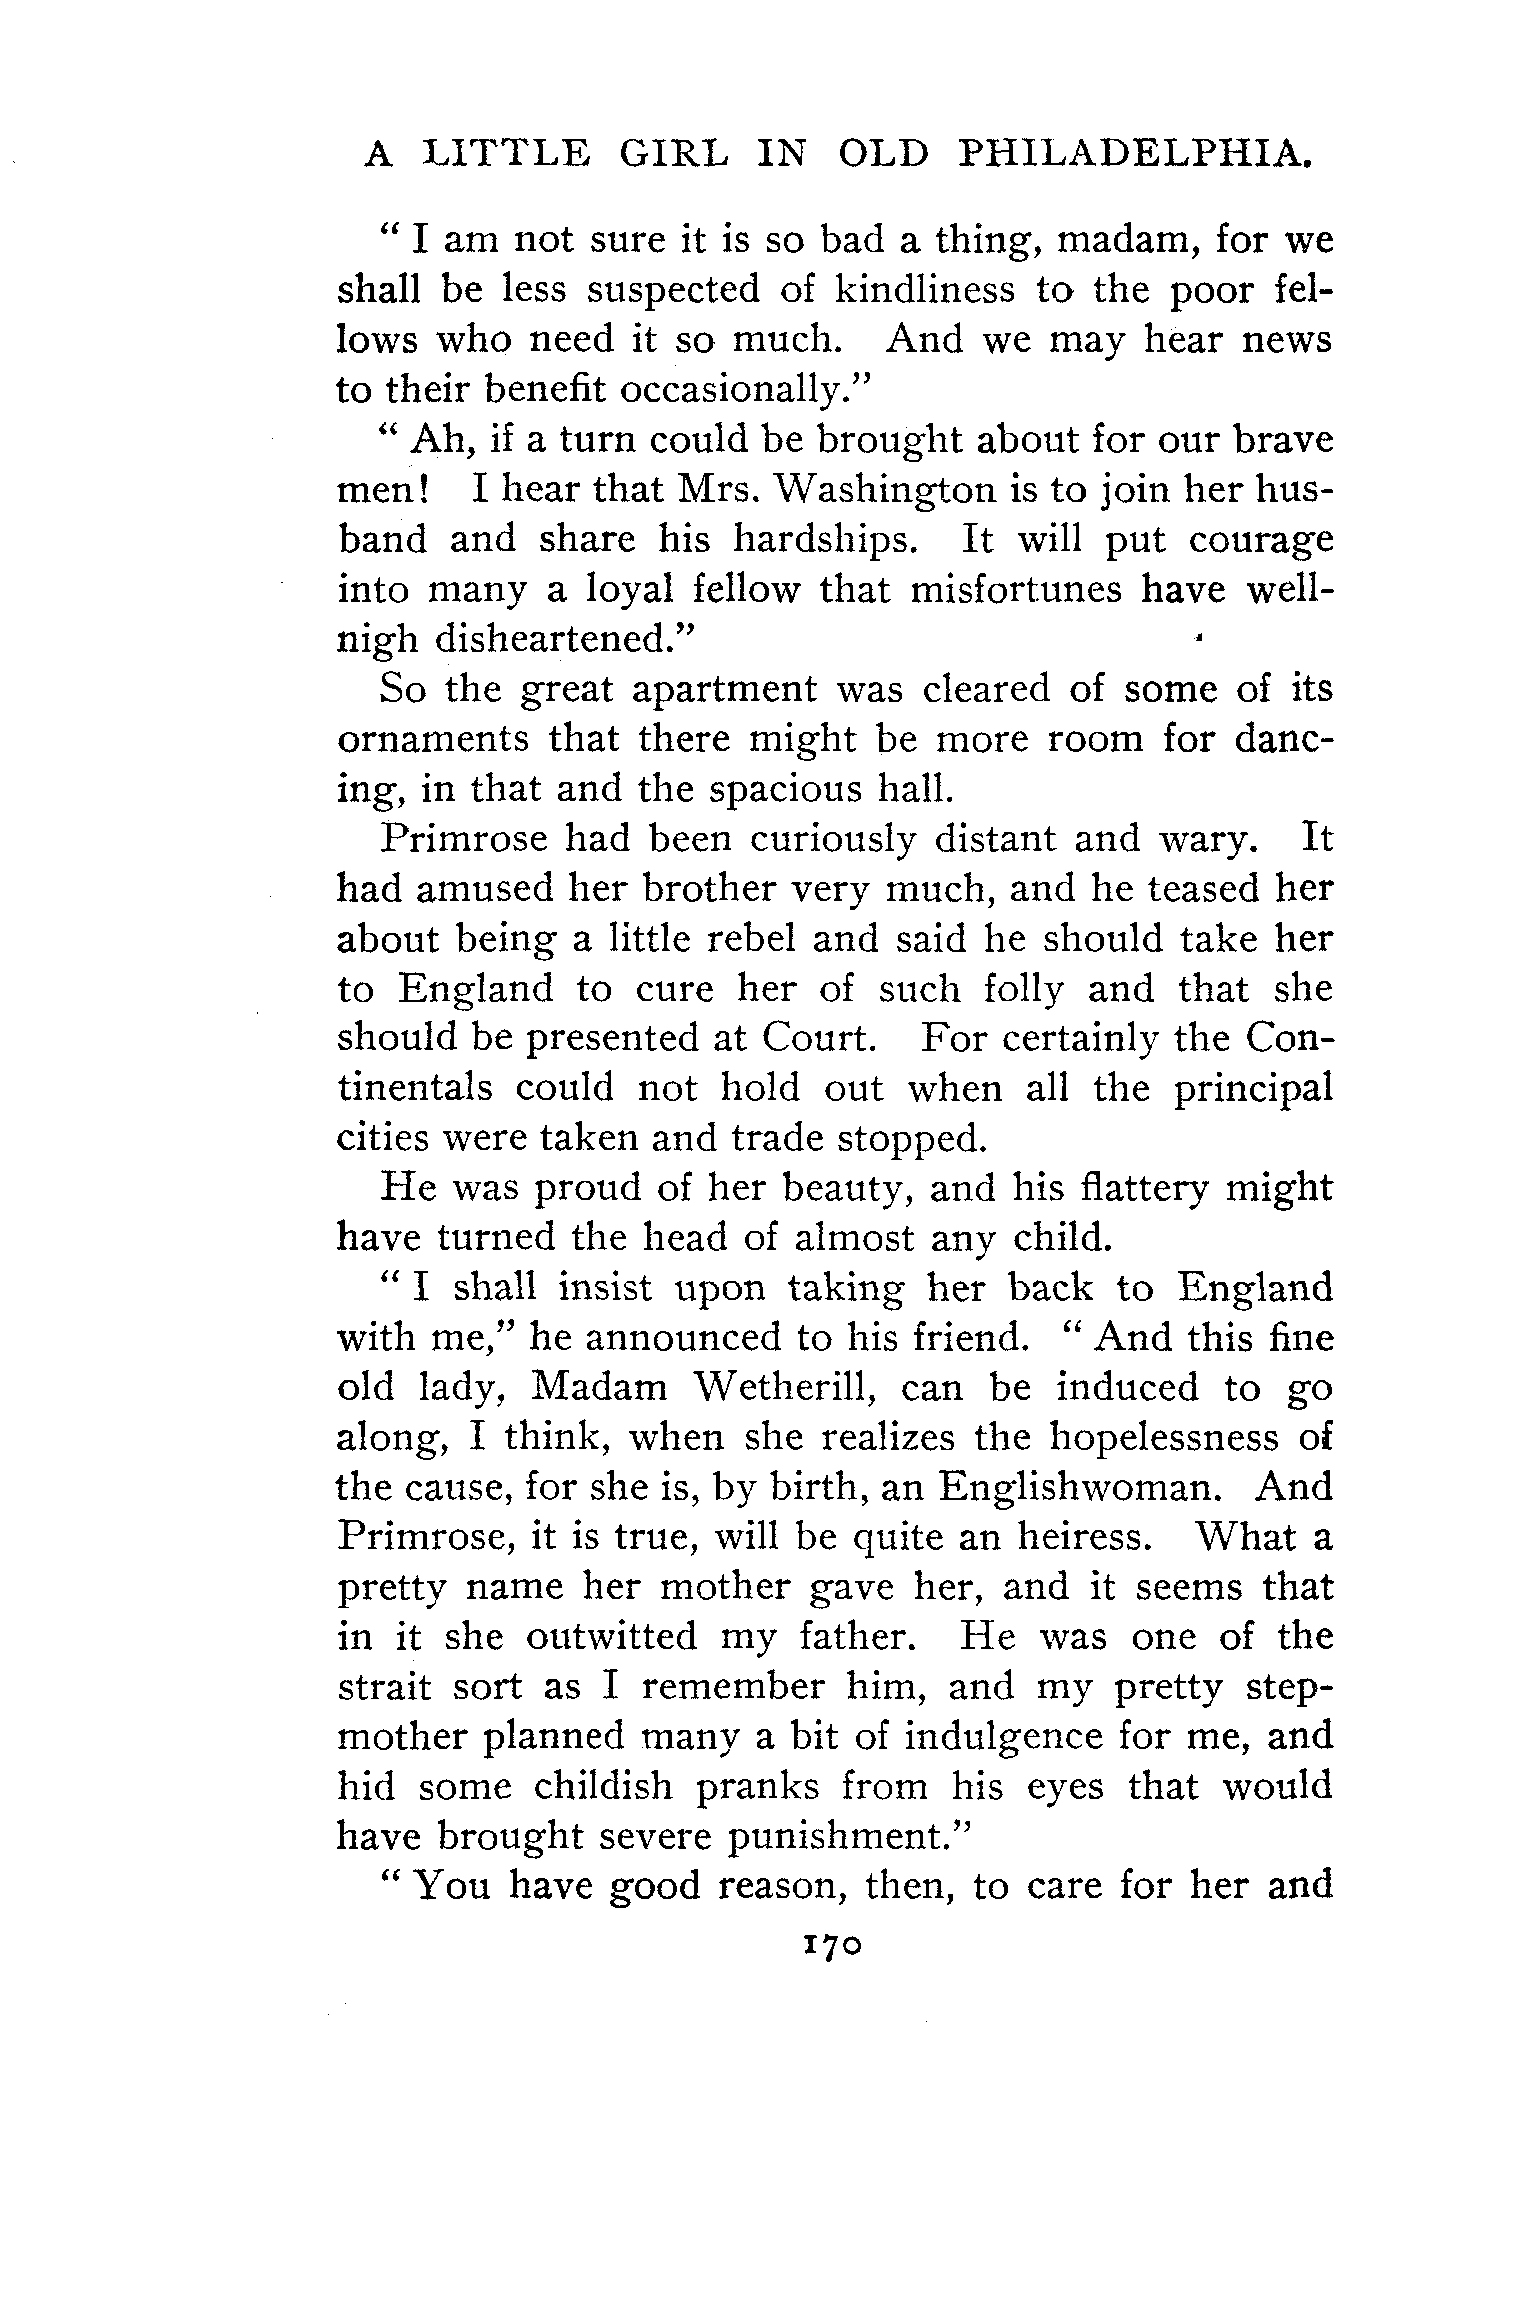 A LITTLE GIRL IN OLD PHILADELPHIA.
“ I am not sure it is so bad a thing, madam, for we
shall be less suspected of kindliness to the poor fel-
lows who need it so much. And we may hear news
to their benefit occasionally.”
“ Ah, if a turn could be brought about for our brave
men! I hear that Mrs. Washington is to join her hus-
band and share his hardships. It will put courage
into many a loyal fellow that misfortunes have well-
nigh disheartened.”
So the great apartment was cleared of some of its
ornaments that there might be more room for danc-
ing, in that and the spacious hall.
Primrose had been curiously distant and wary. It
had amused her brother very much, and he teased her
about being a little rebel and said he should take her
to England to cure her of such folly and that she
should be presented at Court. For certainly the Con-
tinentals could not hold out when all the principal
cities were taken and trade stopped.
He was proud of her beauty, and his flattery might
have turned the head of almost any child.
“ I shall insist upon taking her back to England
with me,” he announced to his friend. “ And this fine
old lady, Madam Wetherill, can be induced to go
along, I think, when she realizes the hopelessness of
the cause, for she is, by birth, an Englishwoman. And
Primrose, it is true, will be quite an heiress. What a
pretty name her mother gave her, and it seems that
in it she outwitted my father. He was one of the
strait sort as I remember him, and my pretty step-
mother planned many a bit of indulgence for me, and
hid some childish pranks from his eyes that would
have brought severe punishment.”
“ You have good reason, then, to care for her and
170